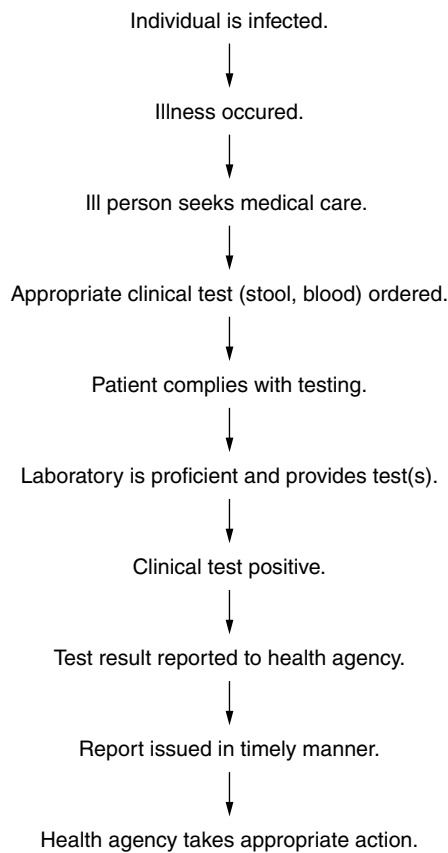 Individual is infected.
Illness occured.
Ill person seeks medical care.
Appropriate clinical test (stool, blood) ordered.
Patient complies with testing.
Laboratory is proficient and provides test(s).
Clinical test positive.
Test result reported to health agency.
Report issued in timely manner.
Health agency takes appropriate action.